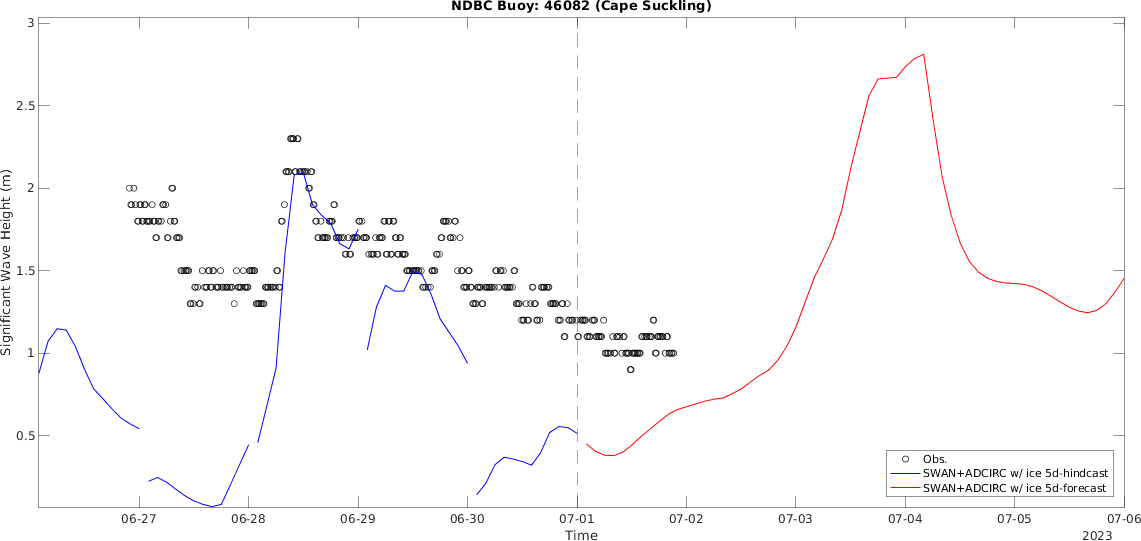 NDBC Buoy: 46082 (Cape Suckling)
3
2.5
2
1.5
1
0.5
Significant Wave Height (m)
Obs.
SWAN+ADCIRC w/ ice 5d-hindcast
SWAN+ADCIRC w/ ice 5d-forecast
06-27 06-28 06-29 06-30 07-01 07-02 07-03 07-04 07-05 07-06
Time
2023